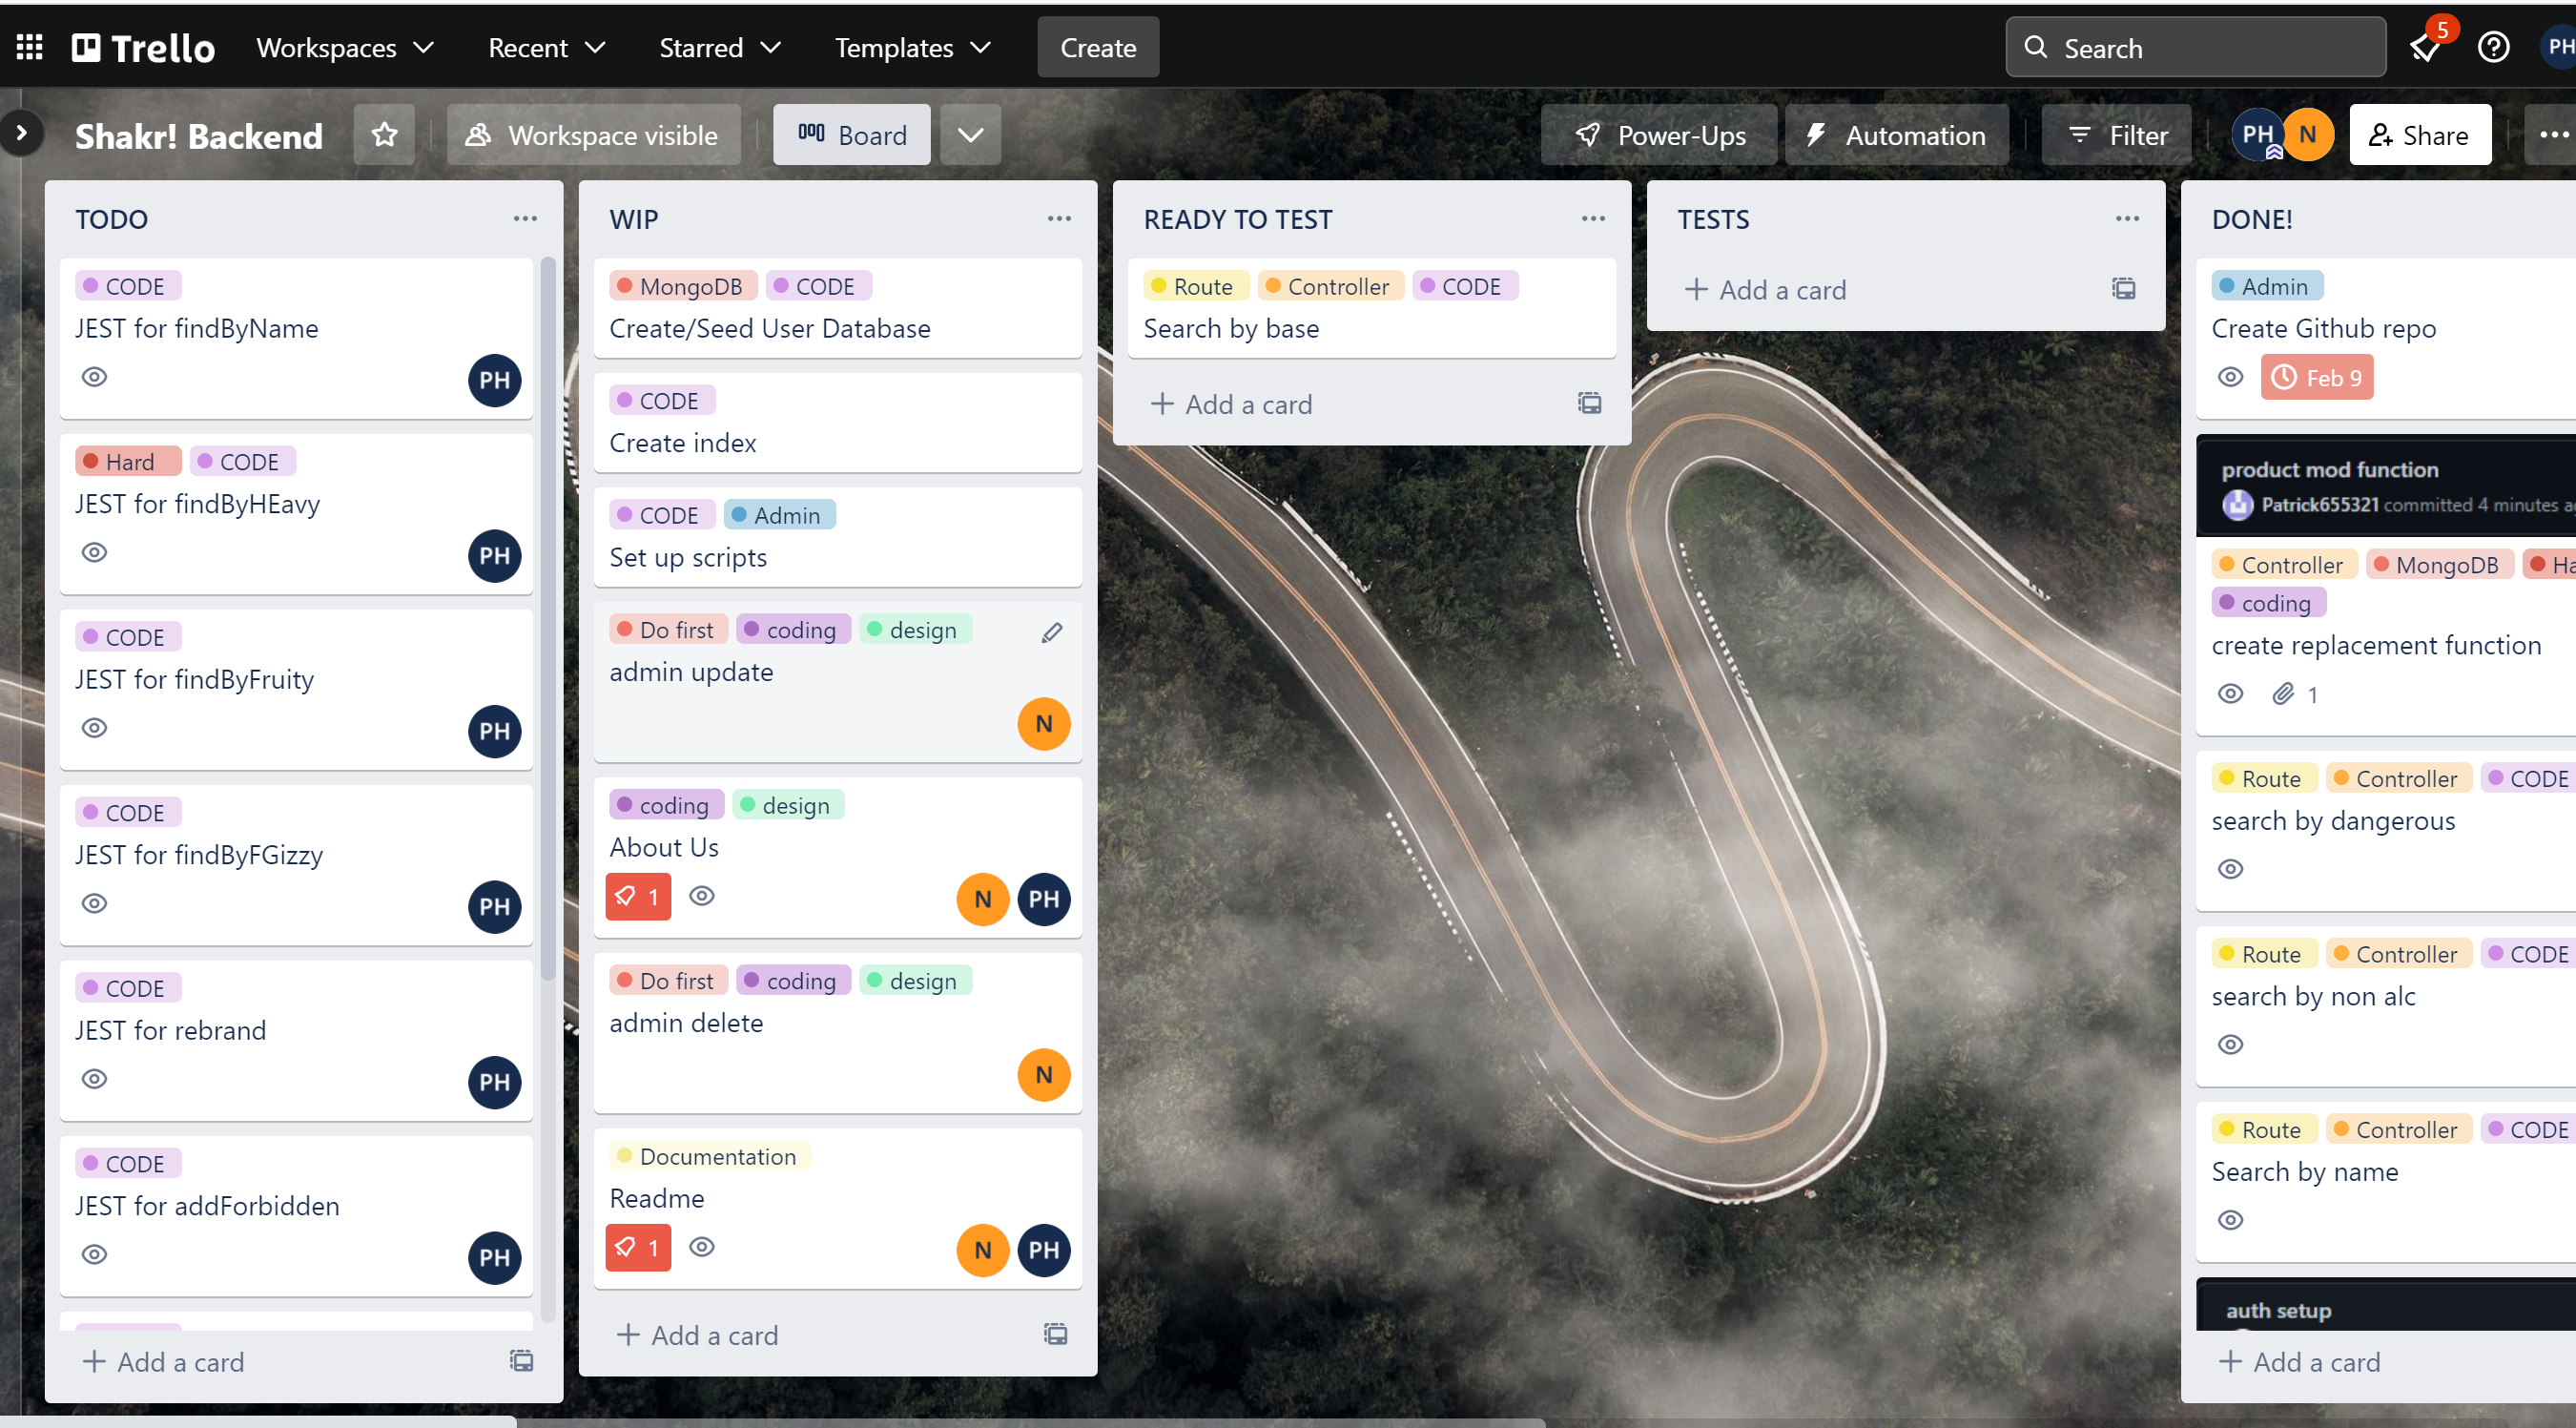 Trello Workspaces Recent Starred Templates Create Search 5 PH
Shakr! Backend Workspace visible Board Power-Ups Automation Filter PH N Share
TODO
CODE
JEST for findByName
PH
Hard CODE
JEST for findByHEavy
PH
CODE
JEST for findByFruity
PH
CODE
JEST for findByFGizzy
PH
CODE
JEST for rebrand
PH
CODE
JEST for addForbidden
PH
Add a card
WIP
MongoDB CODE
Create/Seed User Database
CODE
Create index
CODE Admin
Set up scripts
Do first coding design
admin update
N
coding design
About Us
1 N PH
Do first coding design
admin delete
N
Documentation
Readme
1 N PH
Add a card
READY TO TEST
Route Controller CODE
Search by base
Add a card
TESTS
Add a card
DONE!
Admin
Create Github repo
Feb 9
product mod function
Patrick655321 committed 4 minutes
Controller MongoDB
coding
create replacement function
1
Route Controller CODE
search by dangerous
Route Controller CODE
search by non alc
Route Controller CODE
Search by name
auth setup
Add a card